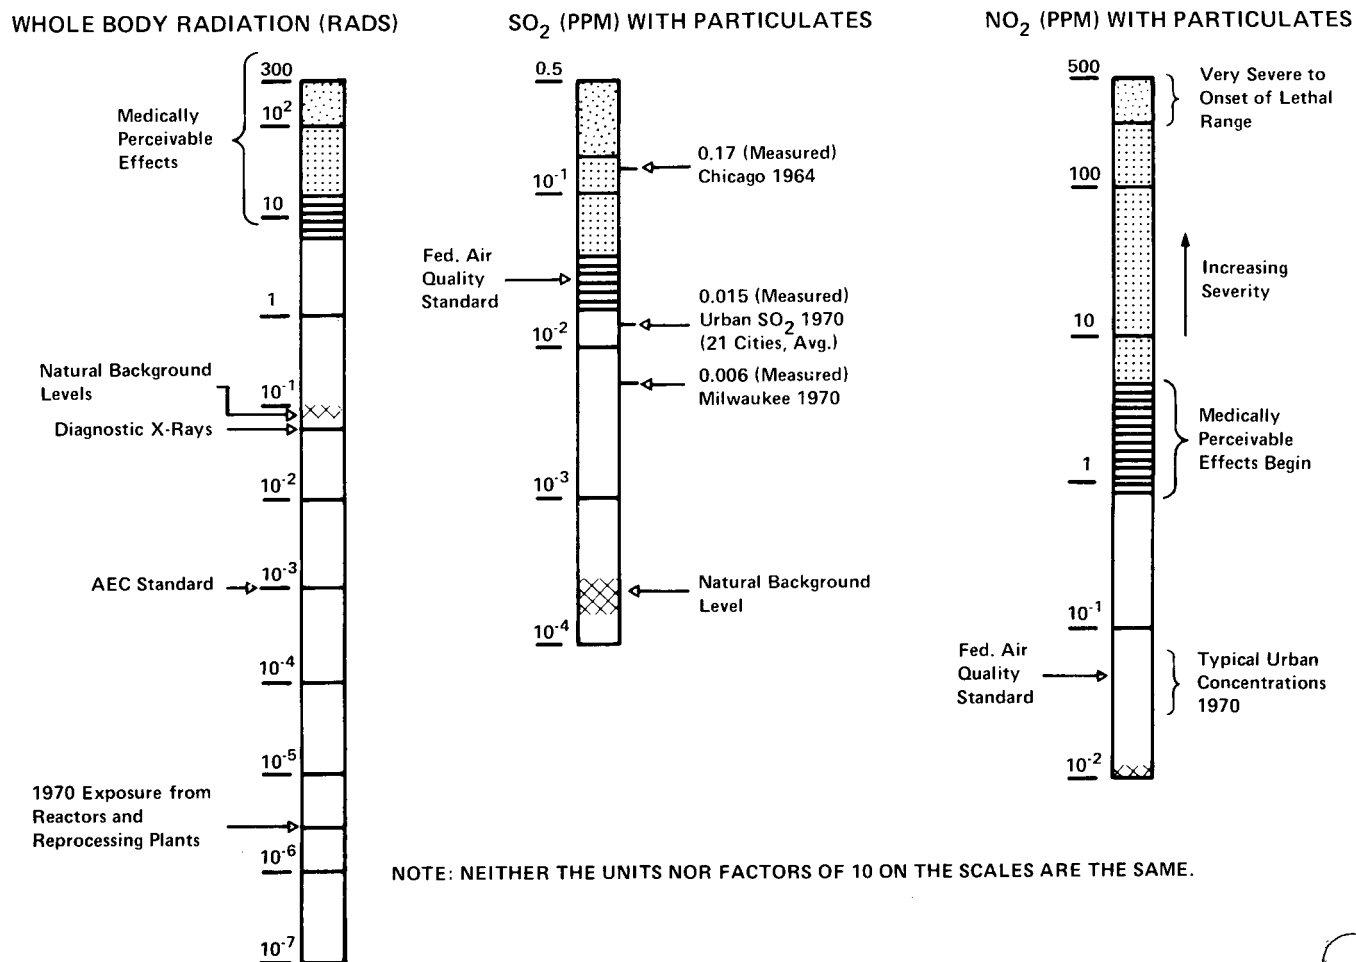 WHOLE BODY RADIATION (RADS)
300
10²
Medically
Perceivable
Effects
10
1
Natural Background
Levels
10⁻¹
Diagnostic X-Rays
10⁻²
AEC Standard
10⁻³
10⁻⁴
10⁻⁵
1970 Exposure from
Reactors and
Reprocessing Plants
10⁻⁶
10⁻⁷
SO₂ (PPM) WITH PARTICULATES
0.5
0.17 (Measured)
Chicago 1964
10⁻¹
Fed. Air
Quality
Standard
0.015 (Measured)
Urban SO₂ 1970
(21 Cities, Avg.)
10⁻²
0.006 (Measured)
Milwaukee 1970
10⁻³
Natural Background
Level
10⁻⁴
NO₂ (PPM) WITH PARTICULATES
500
Very Severe to
Onset of Lethal
Range
100
Increasing
Severity
10
Medically
Perceivable
Effects Begin
1
10⁻¹
Fed. Air
Quality
Standard
Typical Urban
Concentrations
1970
10⁻²
NOTE: NEITHER THE UNITS NOR FACTORS OF 10 ON THE SCALES ARE THE SAME.